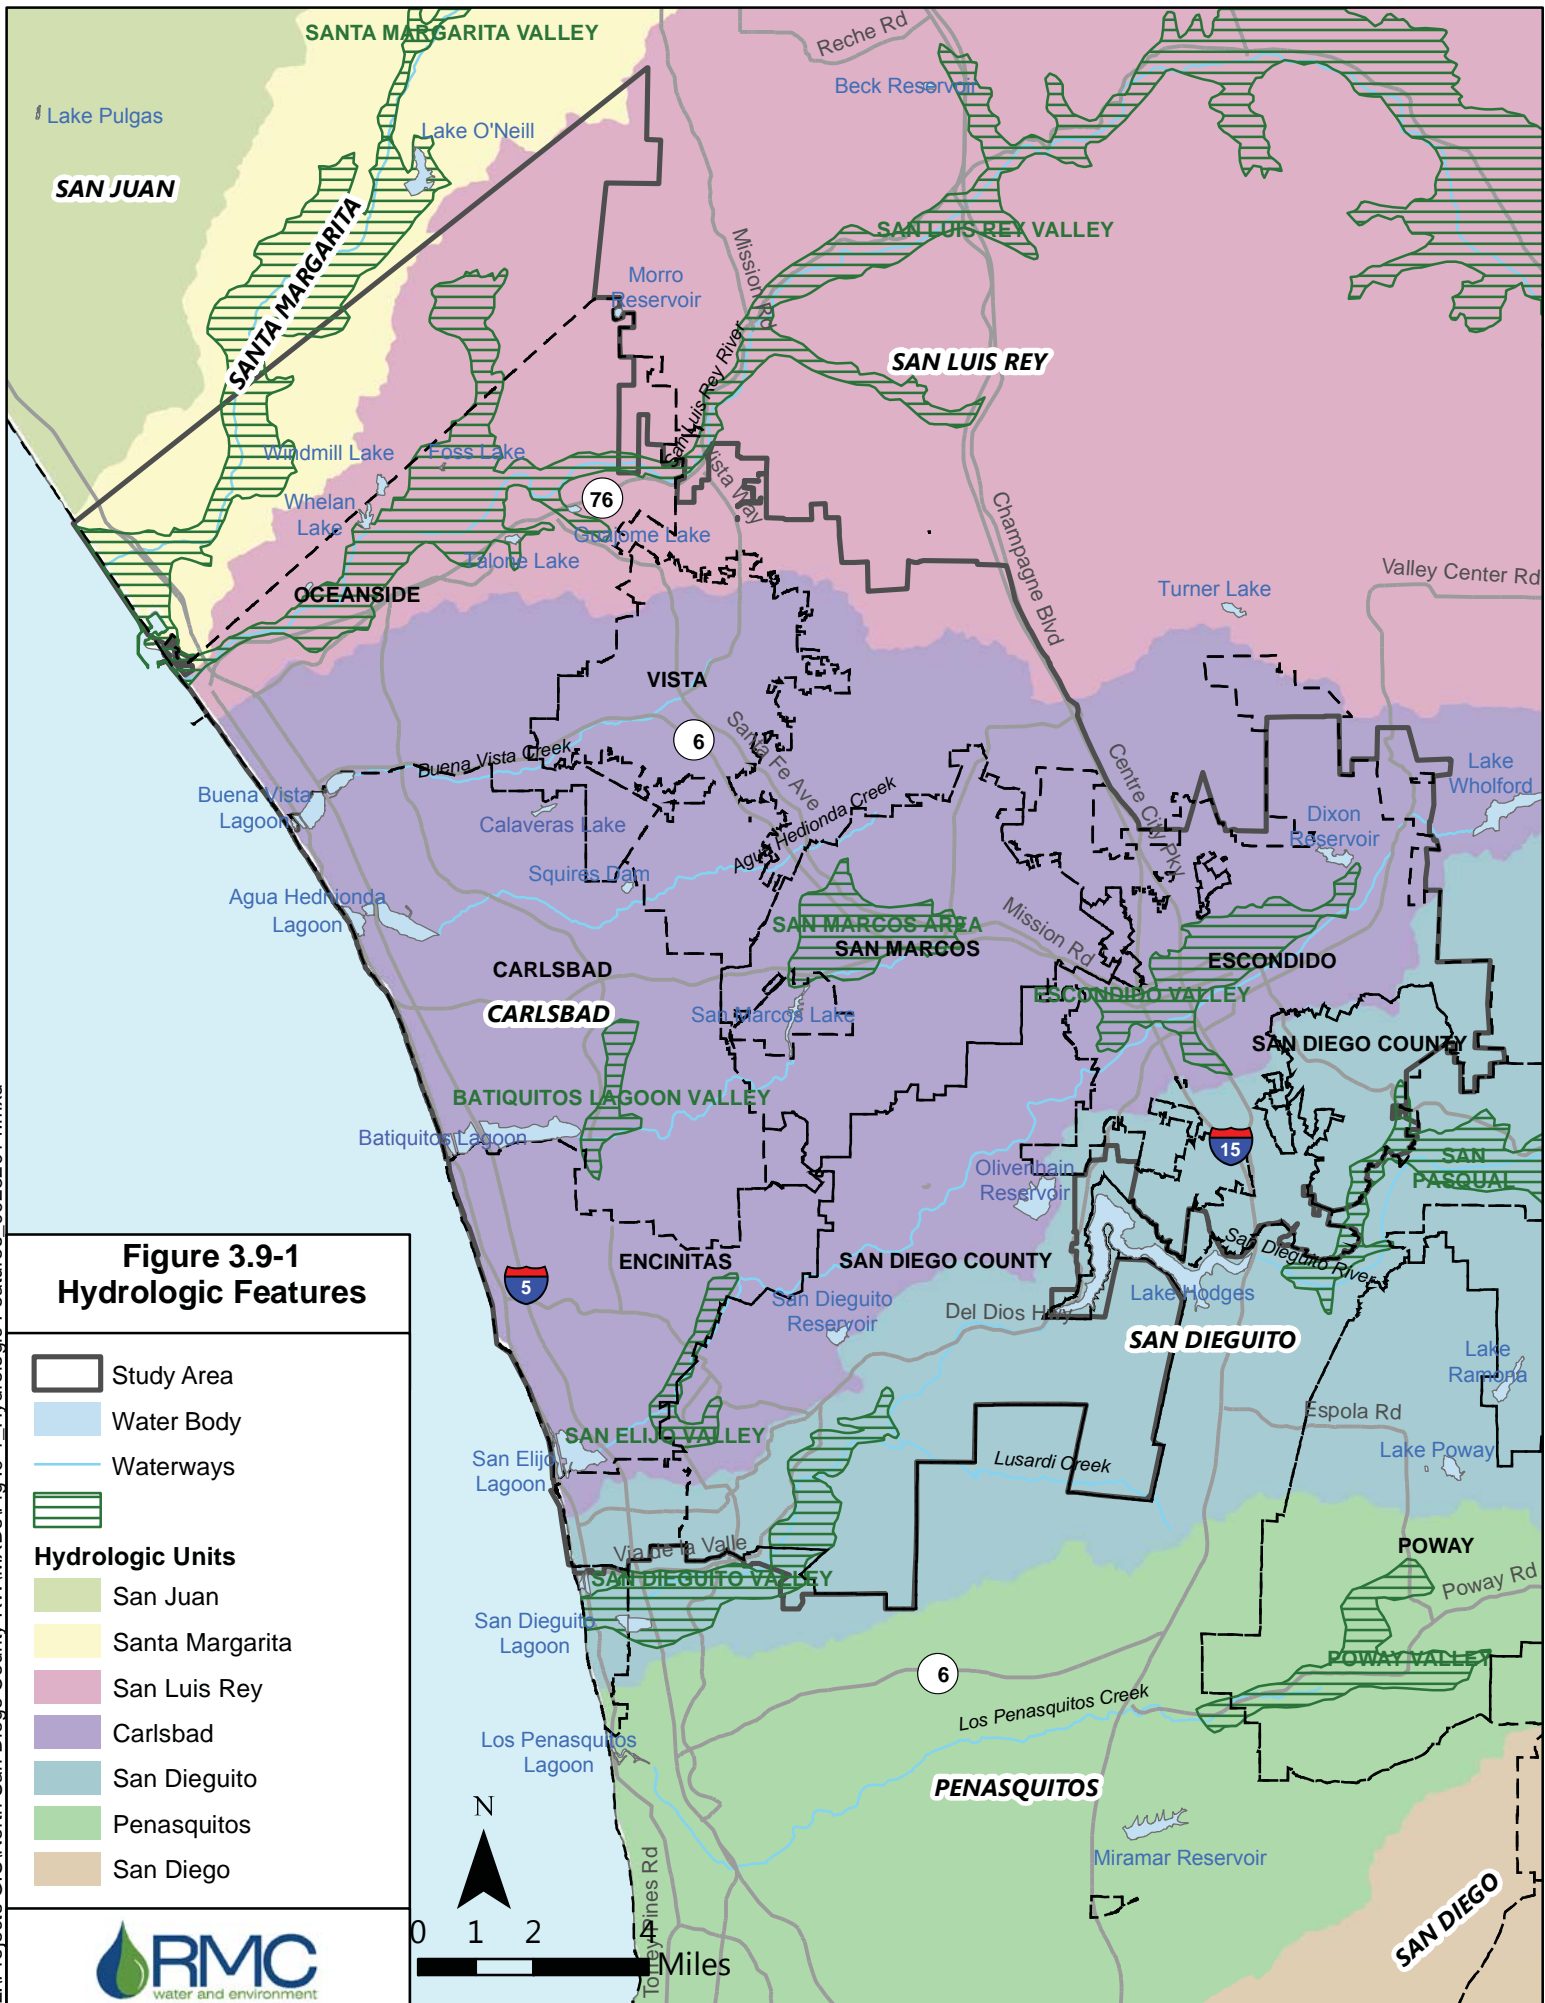 SANTA MARGARITA VALLEY
Reche Rd
Beck Reservoir
Lake Pulgas
Lake O'Neill
SAN JUAN
SANTA MARGARITA
SAN LUIS REY VALLEY
Mission Rd
Morro
Reservoir
San Luis Rey River
SAN LUIS REY
Windmill Lake
Foss Lake
Vista Way
Whelan
Lake
76
Guajome Lake
Talone Lake
Champagne Blvd
OCEANSIDE
Turner Lake
Valley Center Rd
VISTA
6
Santa Fe Ave
Buena Vista Creek
Centre City Pky
Lake
Wholford
Buena Vista
Lagoon
Calaveras Lake
Agua Hedionda Creek
Dixon
Reservoir
Squires Dam
Agua Hednionda
Lagoon
SAN MARCOS AREA
SAN MARCOS
Mission Rd
CARLSBAD
ESCONDIDO
CARLSBAD
San Marcos Lake
ESCONDIDO VALLEY
SAN DIEGO COUNTY
BATIQUITOS LAGOON VALLEY
Batiquitos Lagoon
15
SAN
PASQUAL
Olivenhain
Reservoir
ENCINITAS
SAN DIEGO COUNTY
San Dieguito River
5
San Dieguito
Reservoir
Del Dios Hwy
Lake Hodges
SAN DIEGUITO
Lake
Ramona
Espola Rd
SAN ELIJO VALLEY
San Elijo
Lagoon
Lusardi Creek
Lake Poway
Via de la Valle
POWAY
SAN DIEGUITO VALLEY
Poway Rd
San Dieguito
Lagoon
POWAY VALLEY
6
Los Penasquitos Creek
Los Penasquitos
Lagoon
PENASQUITOS
Miramar Reservoir
Torrey Pines Rd
SAN DIEGO
Figure 3.9-1
Hydrologic Features
Study Area
Water Body
Waterways
Hydrologic Units
San Juan
Santa Margarita
San Luis Rey
Carlsbad
San Dieguito
Penasquitos
San Diego
N
0 1 2 4
Miles
RMC
water and environment